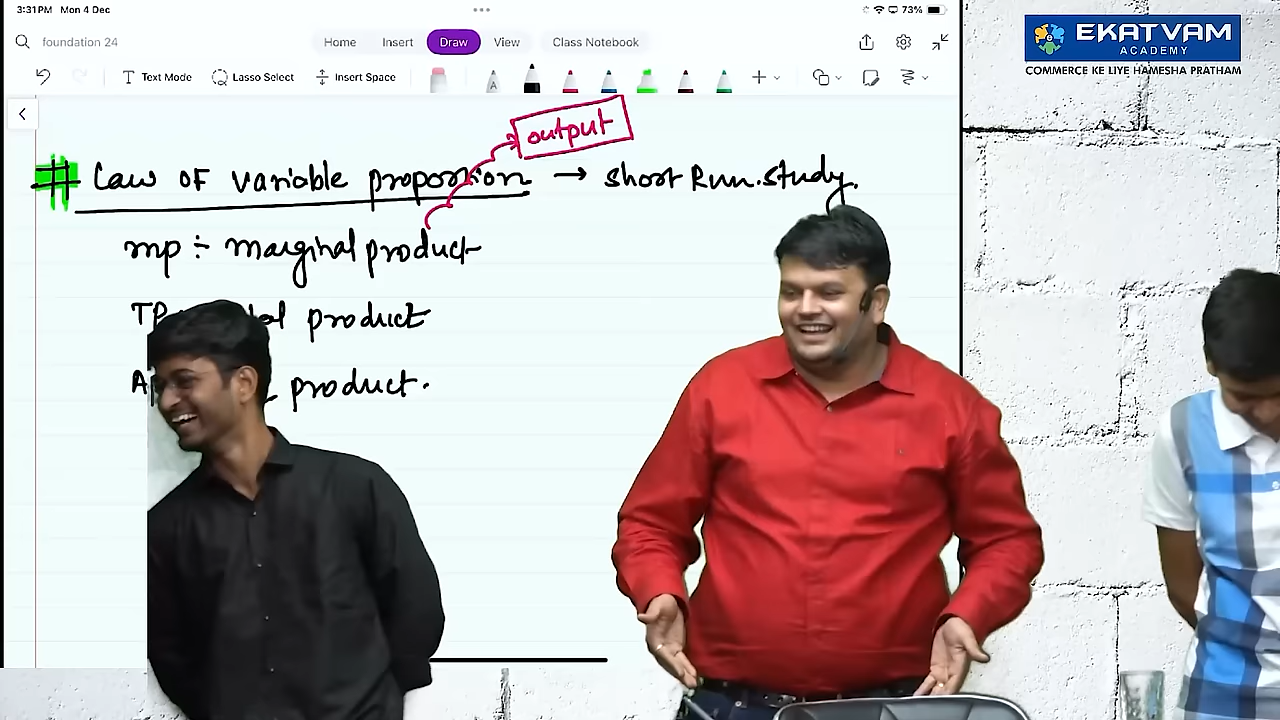 3:31PM Mon 4 Dec
73%
foundation 24
Home Insert Draw View Class Notebook
Text Mode Lasso Select Insert Space
EKATVAM
ACADEMY
COMMERCE KE LIYE HAMESHA PRATHAM
output
# Law OF variable proportion → short Run.study.
mp ÷ marginal product
TP product
product.